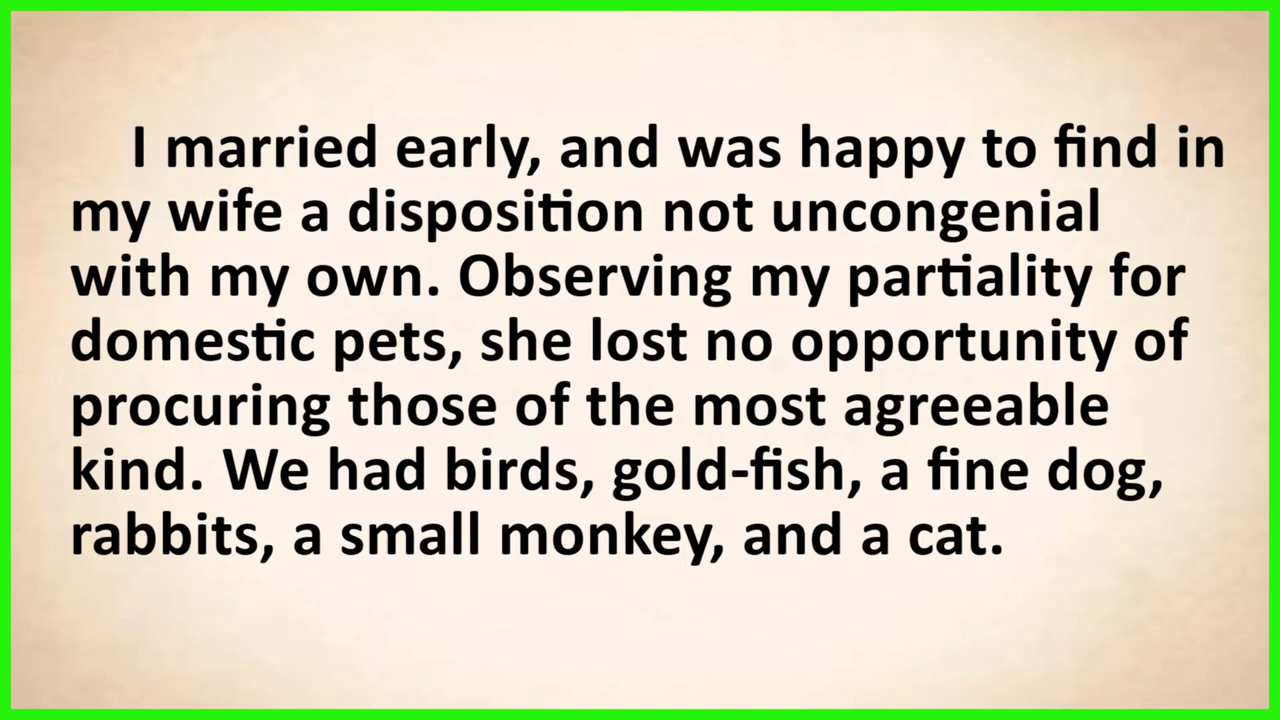 I married early, and was happy to find in
my wife a disposition not uncongenial
with my own. Observing my partiality for
domestic pets, she lost no opportunity of
procuring those of the most agreeable
kind. We had birds, gold-fish, a fine dog,
rabbits, a small monkey, and a cat.